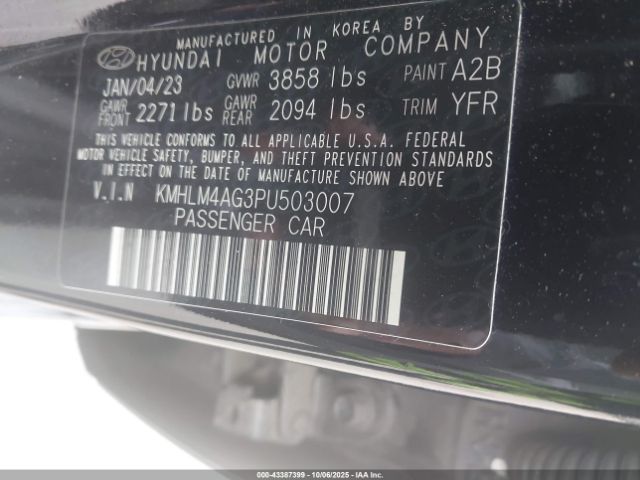 MANUFACTURED IN KOREA BY
HYUNDAI MOTOR COMPANY
JAN/04/23 GVWR 3858 lbs PAINT A2B
GAWR FRONT 2271 lbs GAWR REAR 2094 lbs TRIM YFR
THIS VEHICLE CONFORMS TO ALL APPLICABLE U.S.A. FEDERAL
MOTOR VEHICLE SAFETY, BUMPER, AND THEFT PREVENTION STANDARDS
IN EFFECT ON THE DATE OF MANUFACTURE SHOWN ABOVE.
V.I.N KMHLM4AG3PU503007
PASSENGER CAR
000-43387399 | 10/06/2025 | IAA, Inc.